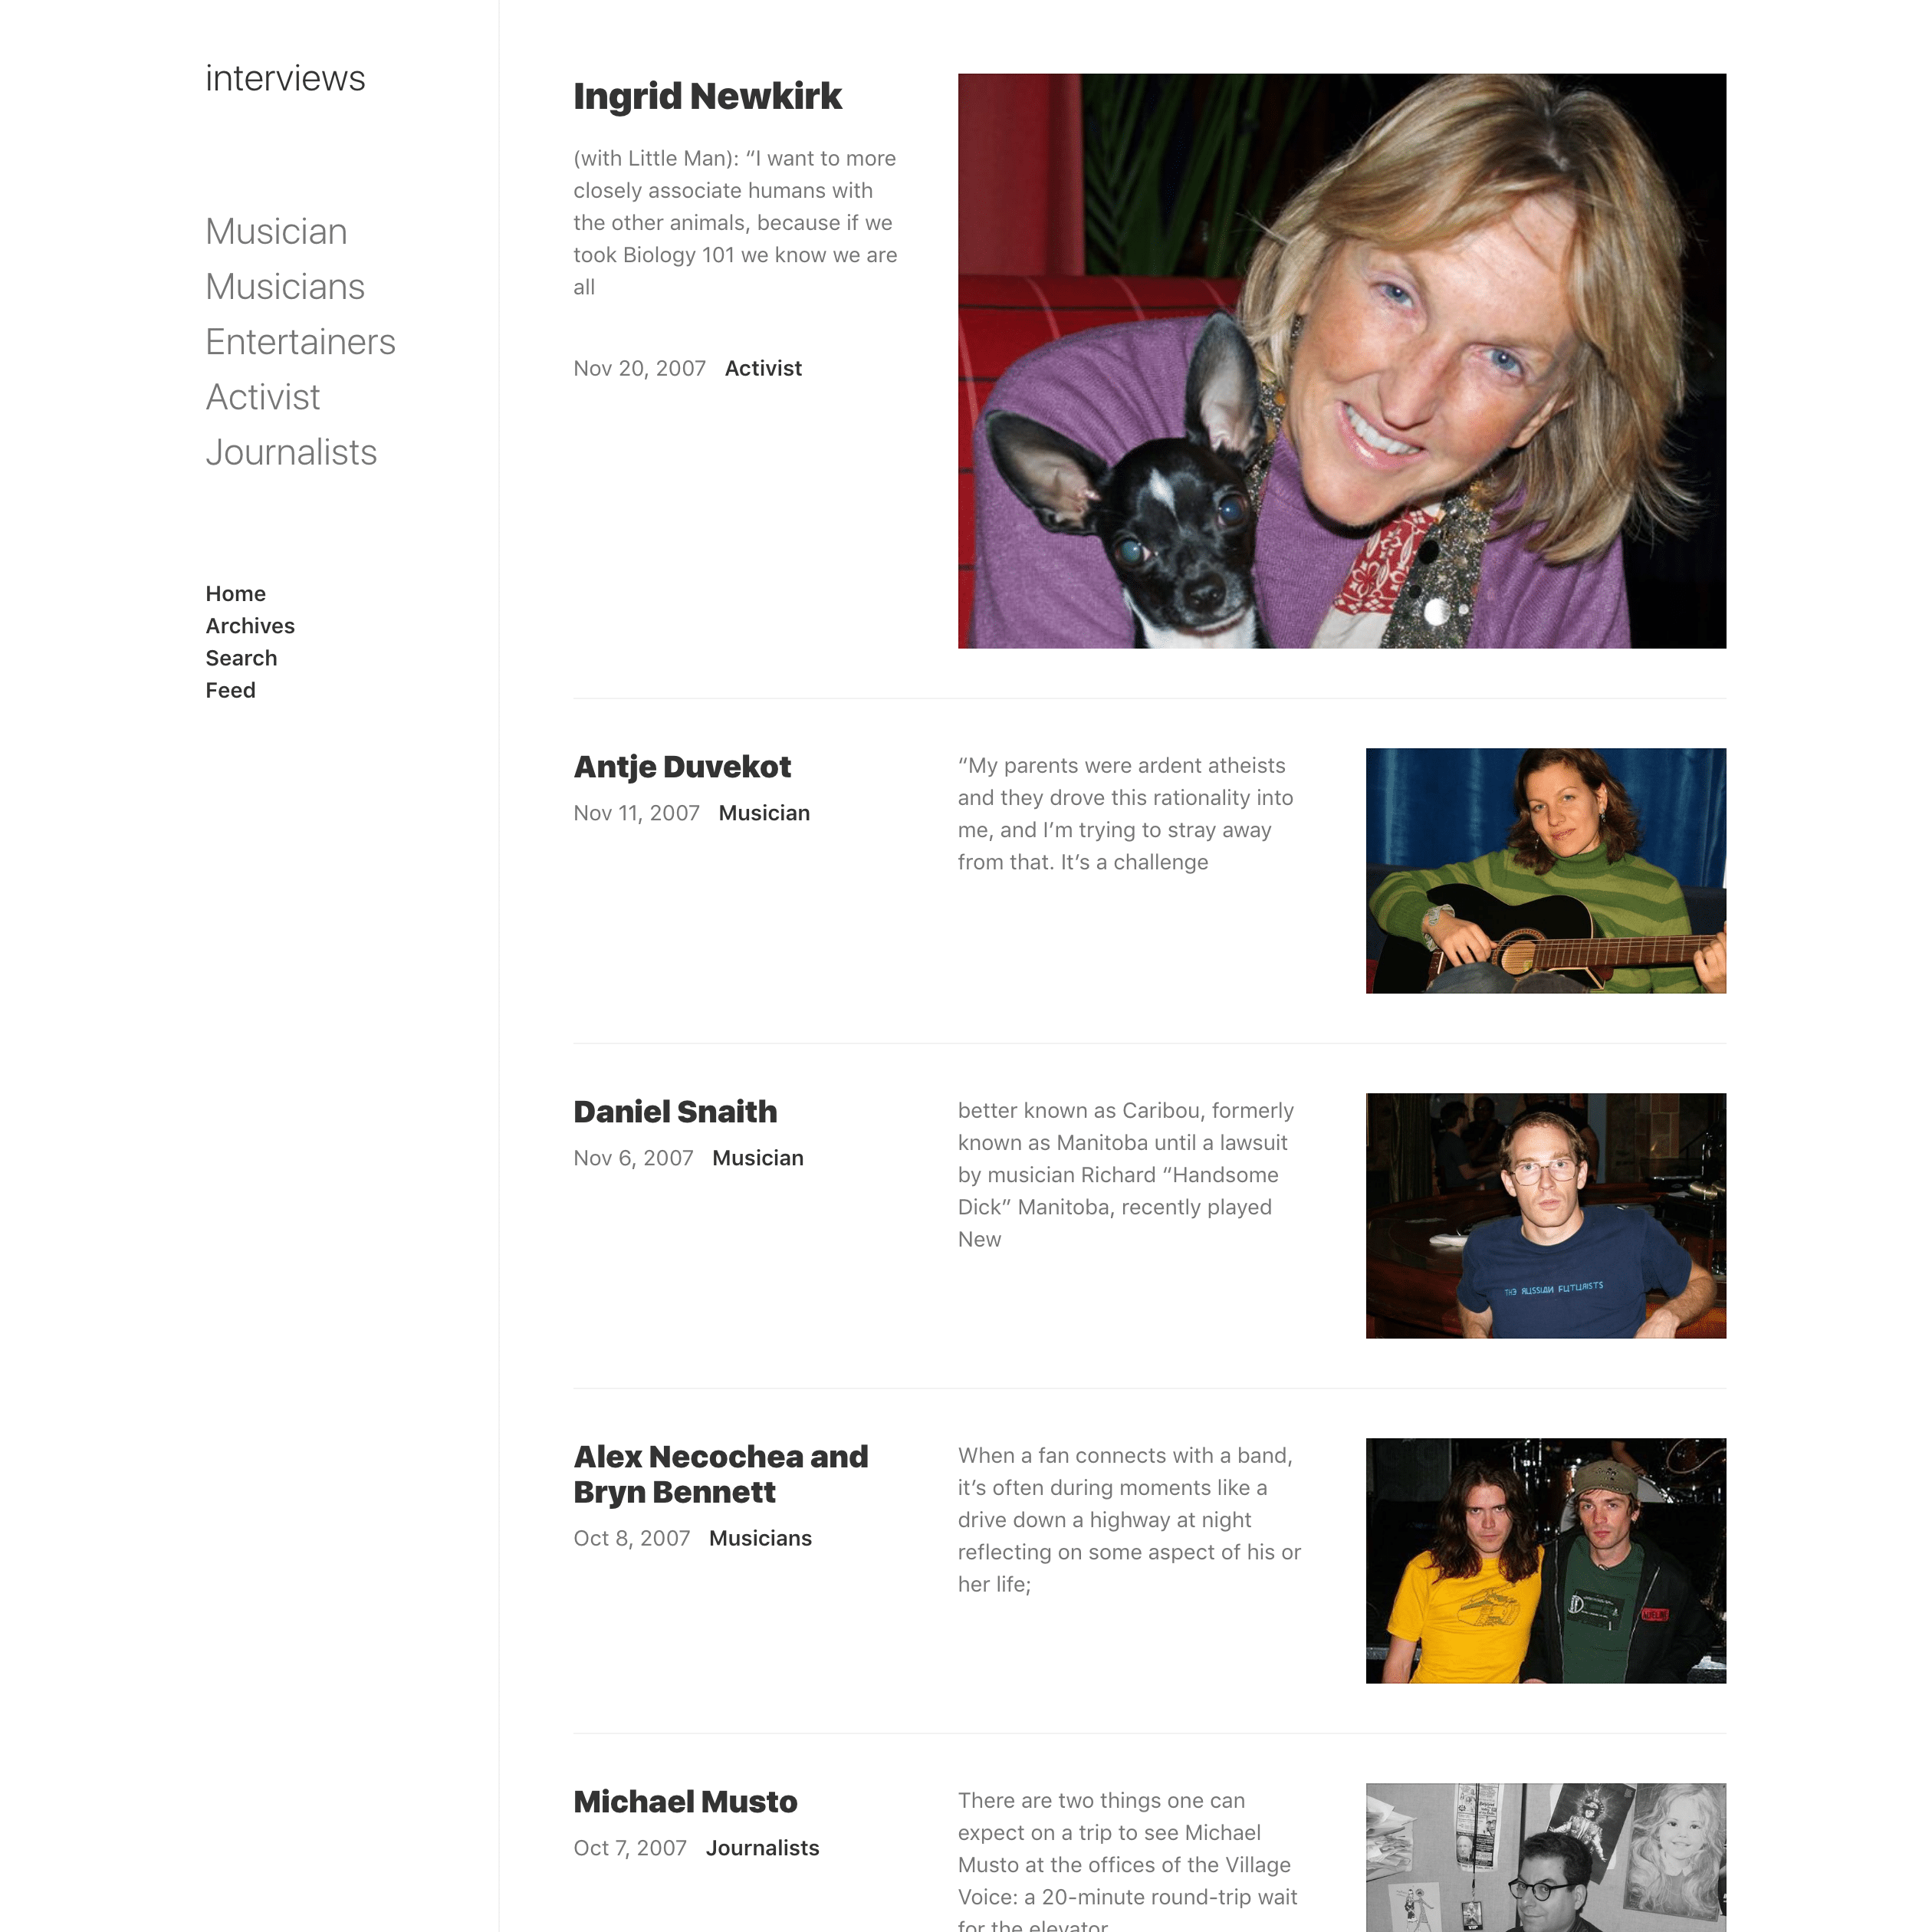 interviews
Musician
Musicians
Entertainers
Activist
Journalists
Home
Archives
Search
Feed
Ingrid Newkirk
(with Little Man): “I want to more
closely associate humans with
the other animals, because if we
took Biology 101 we know we are
all
Nov 20, 2007 Activist
Antje Duvekot
Nov 11, 2007 Musician
“My parents were ardent atheists
and they drove this rationality into
me, and I’m trying to stray away
from that. It’s a challenge
Daniel Snaith
Nov 6, 2007 Musician
better known as Caribou, formerly
known as Manitoba until a lawsuit
by musician Richard “Handsome
Dick” Manitoba, recently played
New
THE RUSSIAN FUTURISTS
Alex Necochea and
Bryn Bennett
Oct 8, 2007 Musicians
When a fan connects with a band,
it’s often during moments like a
drive down a highway at night
reflecting on some aspect of his or
her life;
Michael Musto
Oct 7, 2007 Journalists
There are two things one can
expect on a trip to see Michael
Musto at the offices of the Village
Voice: a 20-minute round-trip wait
for the elevator